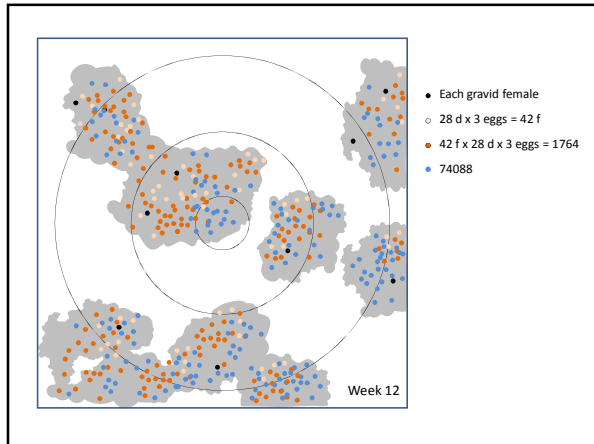 Each gravid female
28 d x 3 eggs = 42 f
42 f x 28 d x 3 eggs = 1764
74088
Week 12